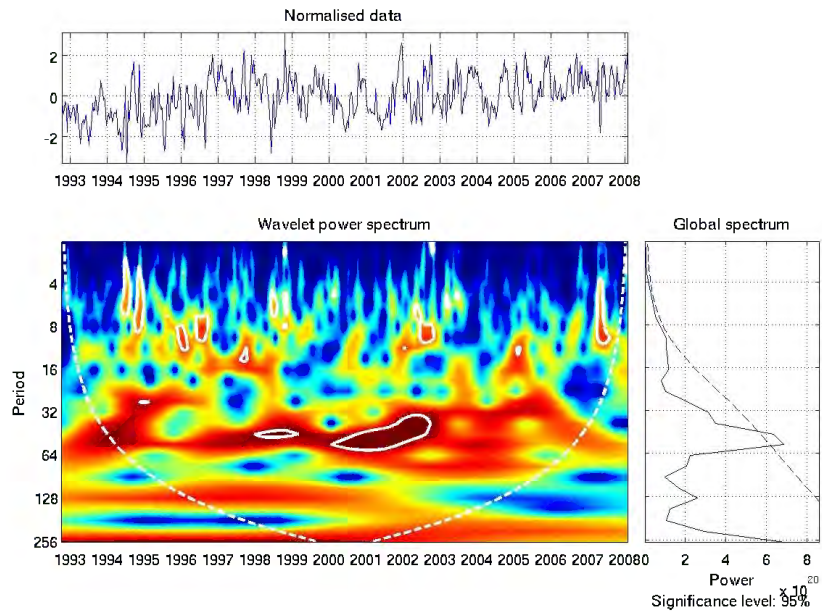 Normalised data
2
0
-2
1993 1994 1995 1996 1997 1998 1999 2000 2001 2002 2003 2004 2005 2006 2007 2008
Wavelet power spectrum
Global spectrum
Period
4
8
16
32
64
128
256
1993 1994 1995 1996 1997 1998 1999 2000 2001 2002 2003 2004 2005 2006 2007 2008
0 2 4 6 8
Power
x 10 20
Significance level: 95%